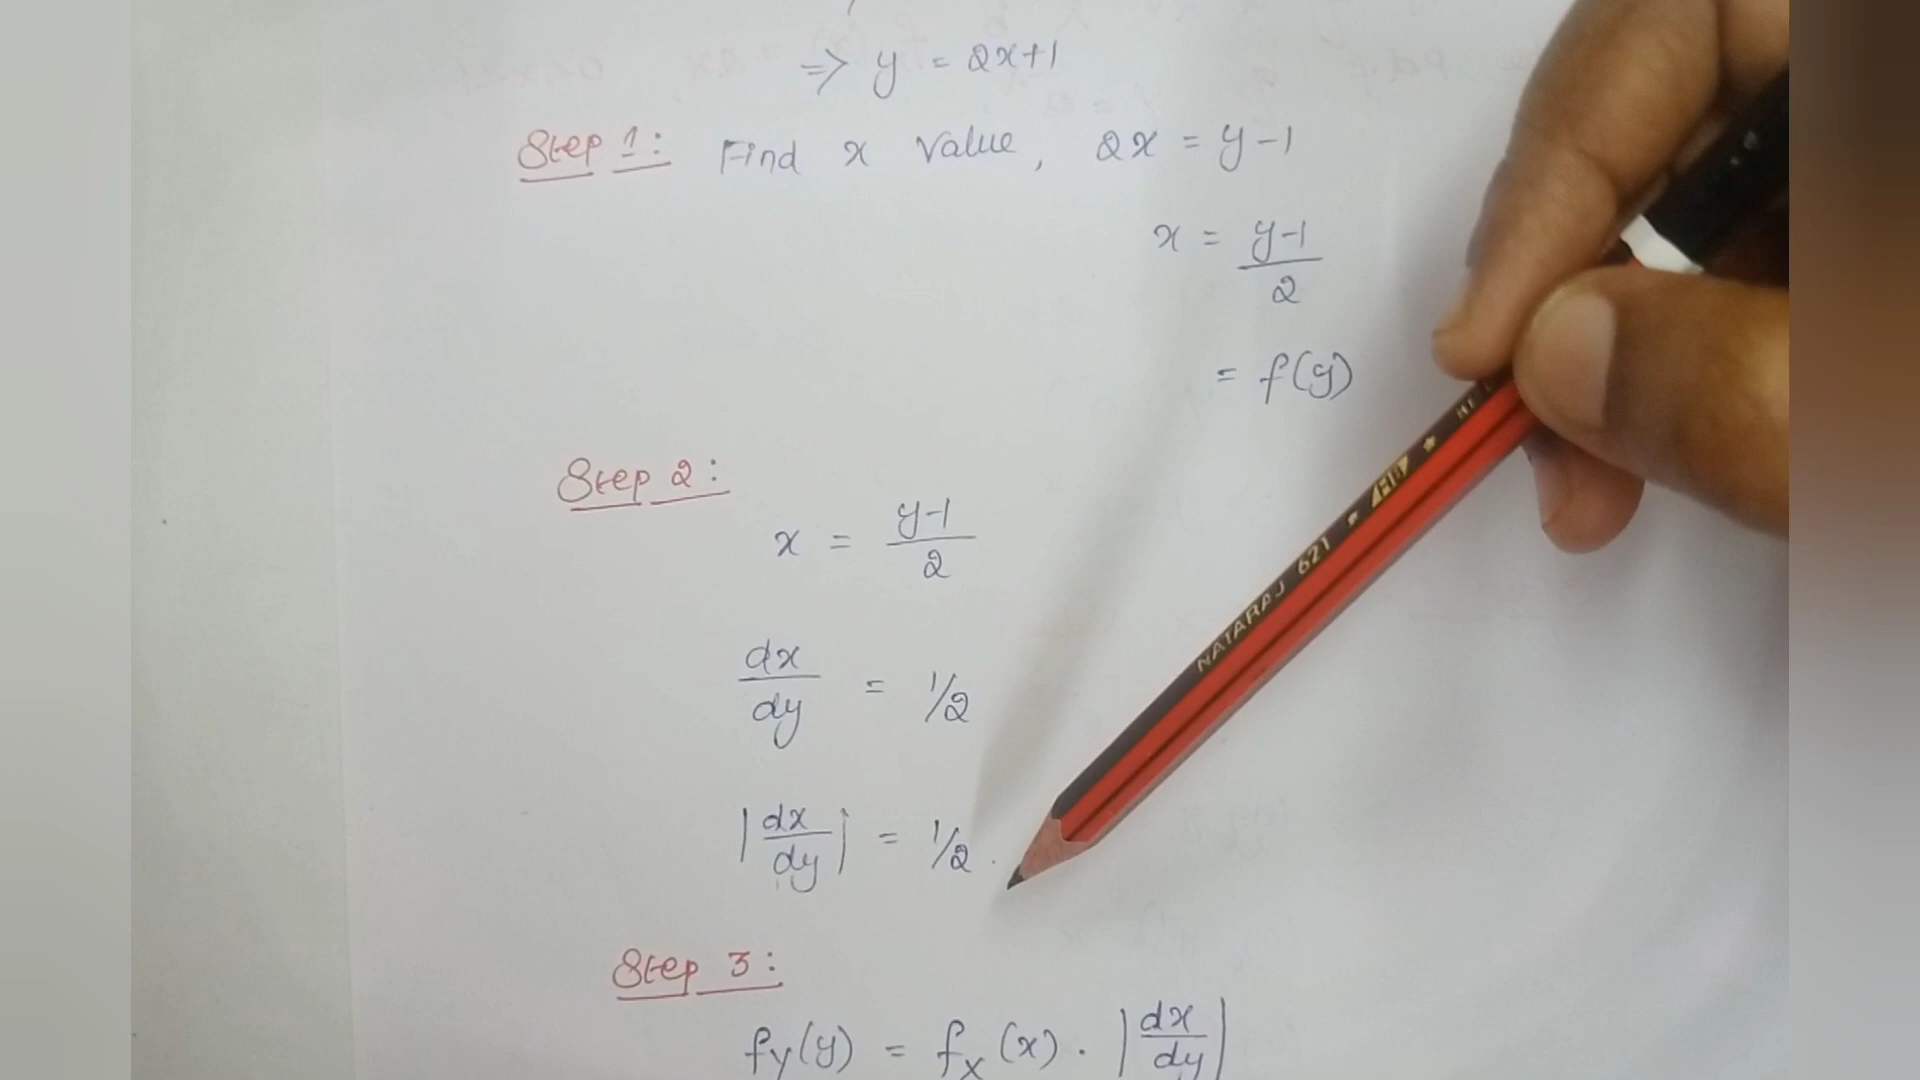 ⇒ y = 2x+1
Step 1: Find x value, 2x = y-1
x = y-1/2
= f(y)
Step 2:
x = y-1/2
dx/dy = 1/2
|dx/dy| = 1/2.
Step 3:
fY(y) = fX(x) · |dx/dy|
NATARAJ 621